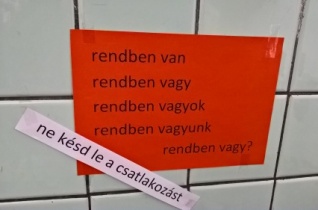 rendben van
rendben vagy
rendben vagyok
rendben vagyunk
rendben vagy?
ne késd le a csatlakozást